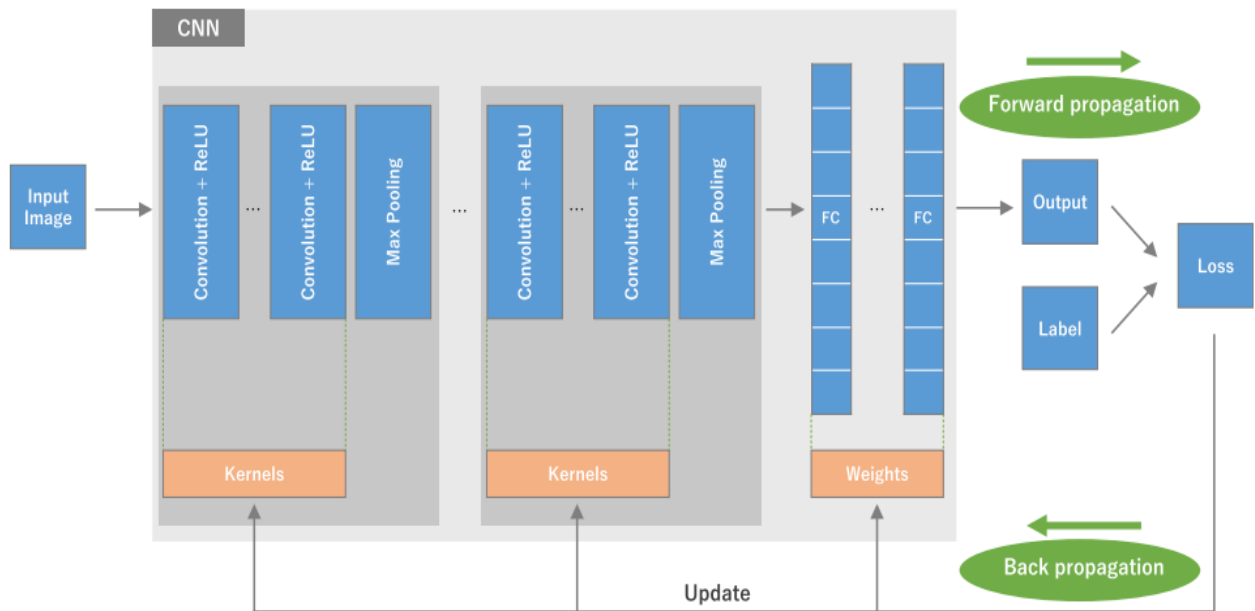 CNN
Forward propagation
Input
Image
Convolution + ReLU
...
Convolution + ReLU
Max Pooling
...
Convolution + ReLU
...
Convolution + ReLU
Max Pooling
FC
...
FC
Output
Label
Loss
Kernels
Kernels
Weights
Back propagation
Update